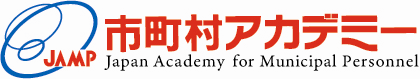 JAMP
市町村アカデミー
Japan Academy for Municipal Personnel